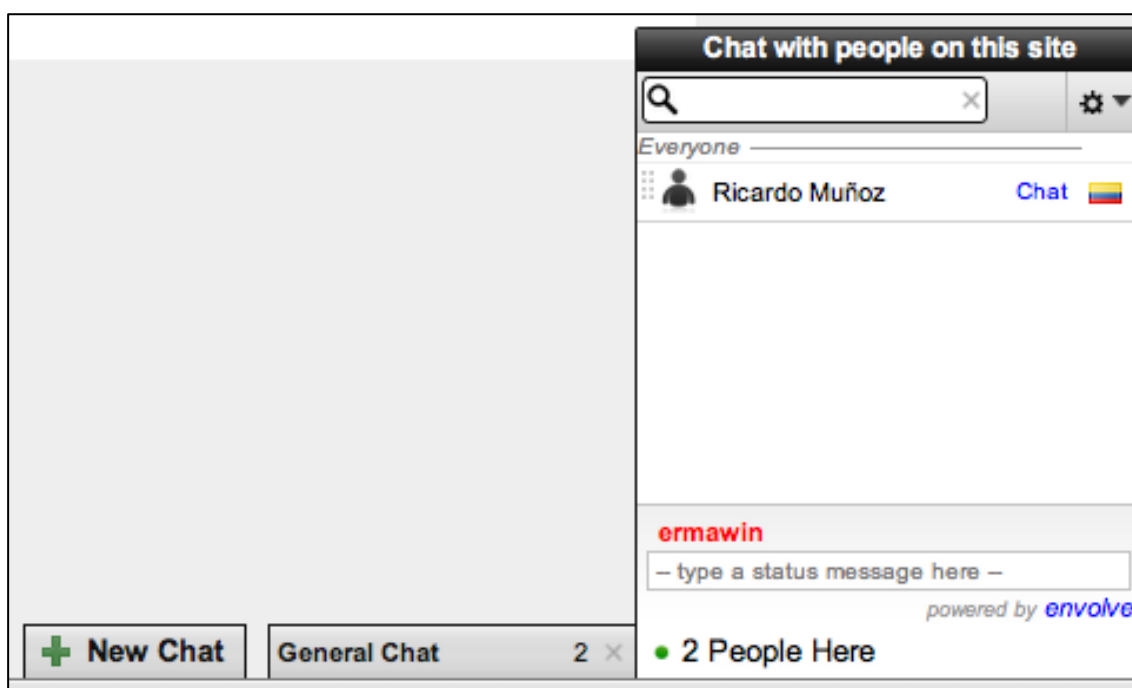 Chat with people on this site
Everyone
Ricardo Muñoz Chat
ermawin
-- type a status message here --
powered by envolve
New Chat General Chat 2 2 People Here